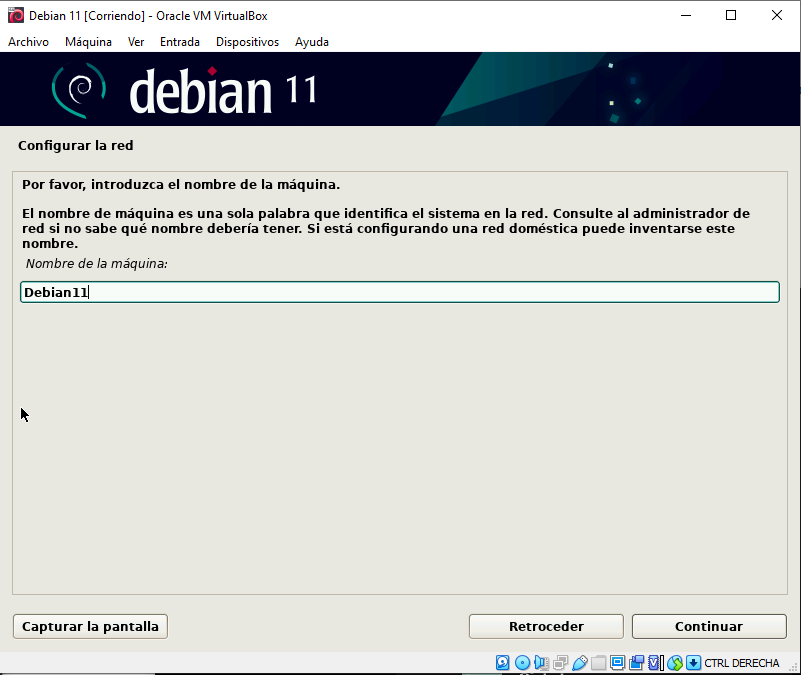 Debian 11 [Corriendo] - Oracle VM VirtualBox
Archivo Máquina Ver Entrada Dispositivos Ayuda
debian 11
Configurar la red
Por favor, introduzca el nombre de la máquina.
El nombre de máquina es una sola palabra que identifica el sistema en la red. Consulte al administrador de
red si no sabe qué nombre debería tener. Si está configurando una red doméstica puede inventarse este
nombre.
Nombre de la máquina:
Debian11
Capturar la pantalla Retroceder Continuar
CTRL DERECHA